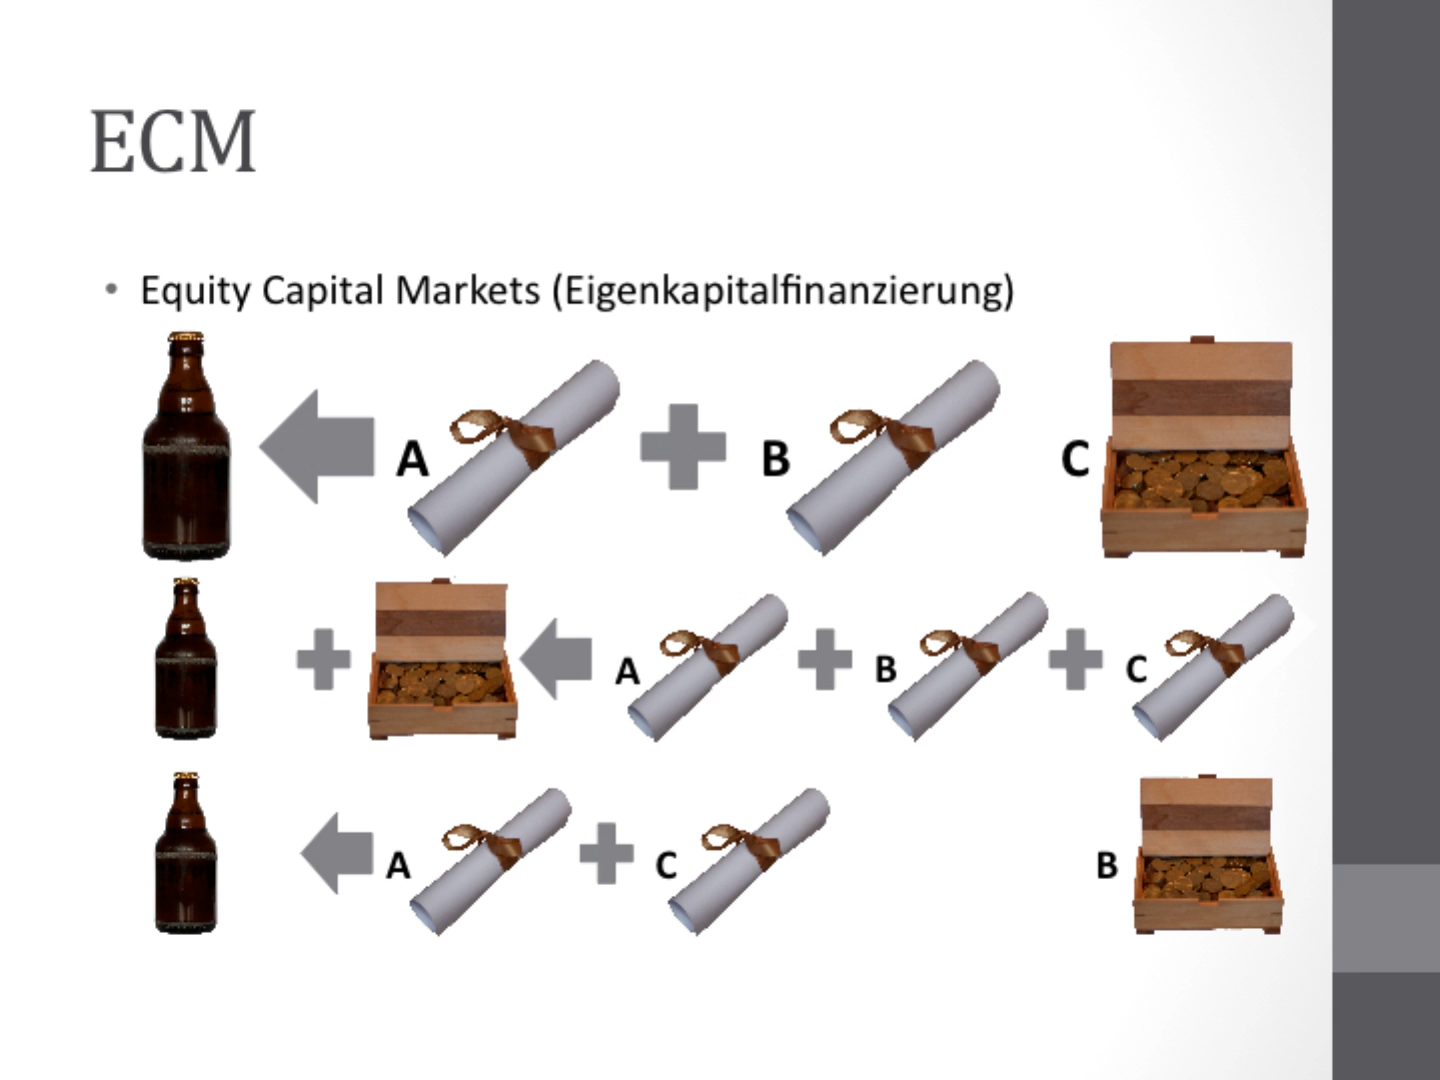 ECM
• Equity Capital Markets (Eigenkapitalfinanzierung)
A B C
A B C
A C B